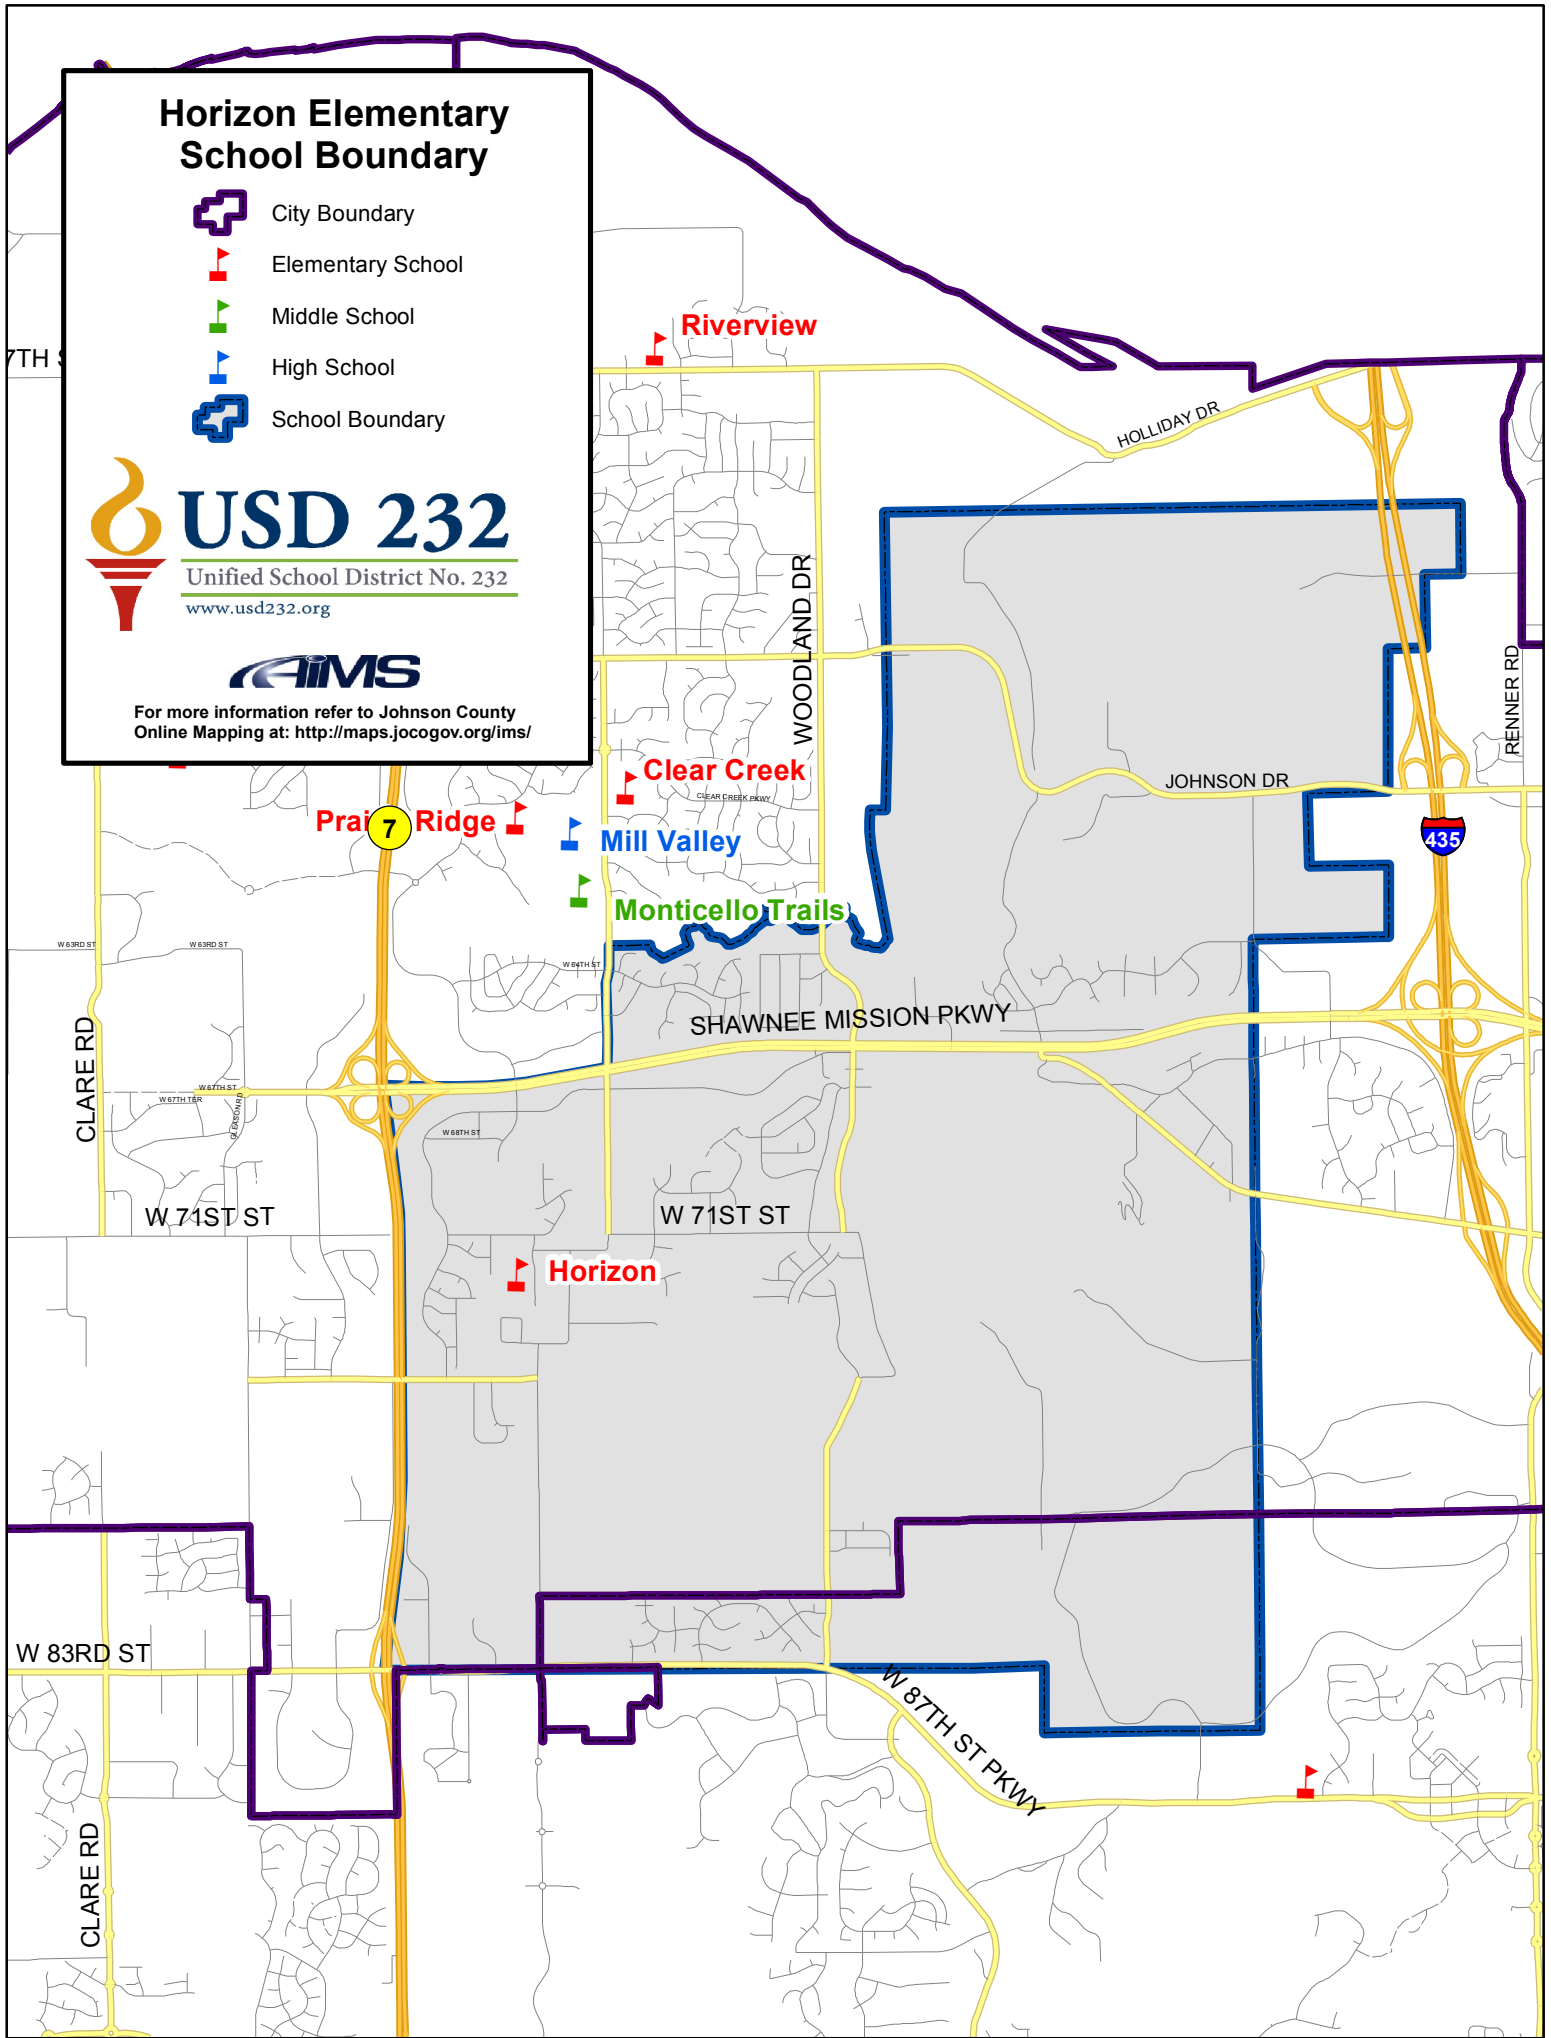 Horizon Elementary
School Boundary
City Boundary
Elementary School
Middle School
High School
School Boundary
USD 232
Unified School District No. 232
www.usd232.org
AIMS
For more information refer to Johnson County
Online Mapping at: http://maps.jocogov.org/ims/
7TH
Riverview
HOLLIDAY DR
WOODLAND DR
RENNER RD
Clear Creek
CLEAR CREEK PKWY
JOHNSON DR
Prai
7
Ridge
Mill Valley
435
Monticello Trails
W 63RD ST
W 63RD ST
W 64TH ST
SHAWNEE MISSION PKWY
CLARE RD
W 67TH ST
W 67TH TER
GLEASON RD
W 68TH ST
W 71ST ST
W 71ST ST
Horizon
W 83RD ST
W 87TH ST PKWY
CLARE RD